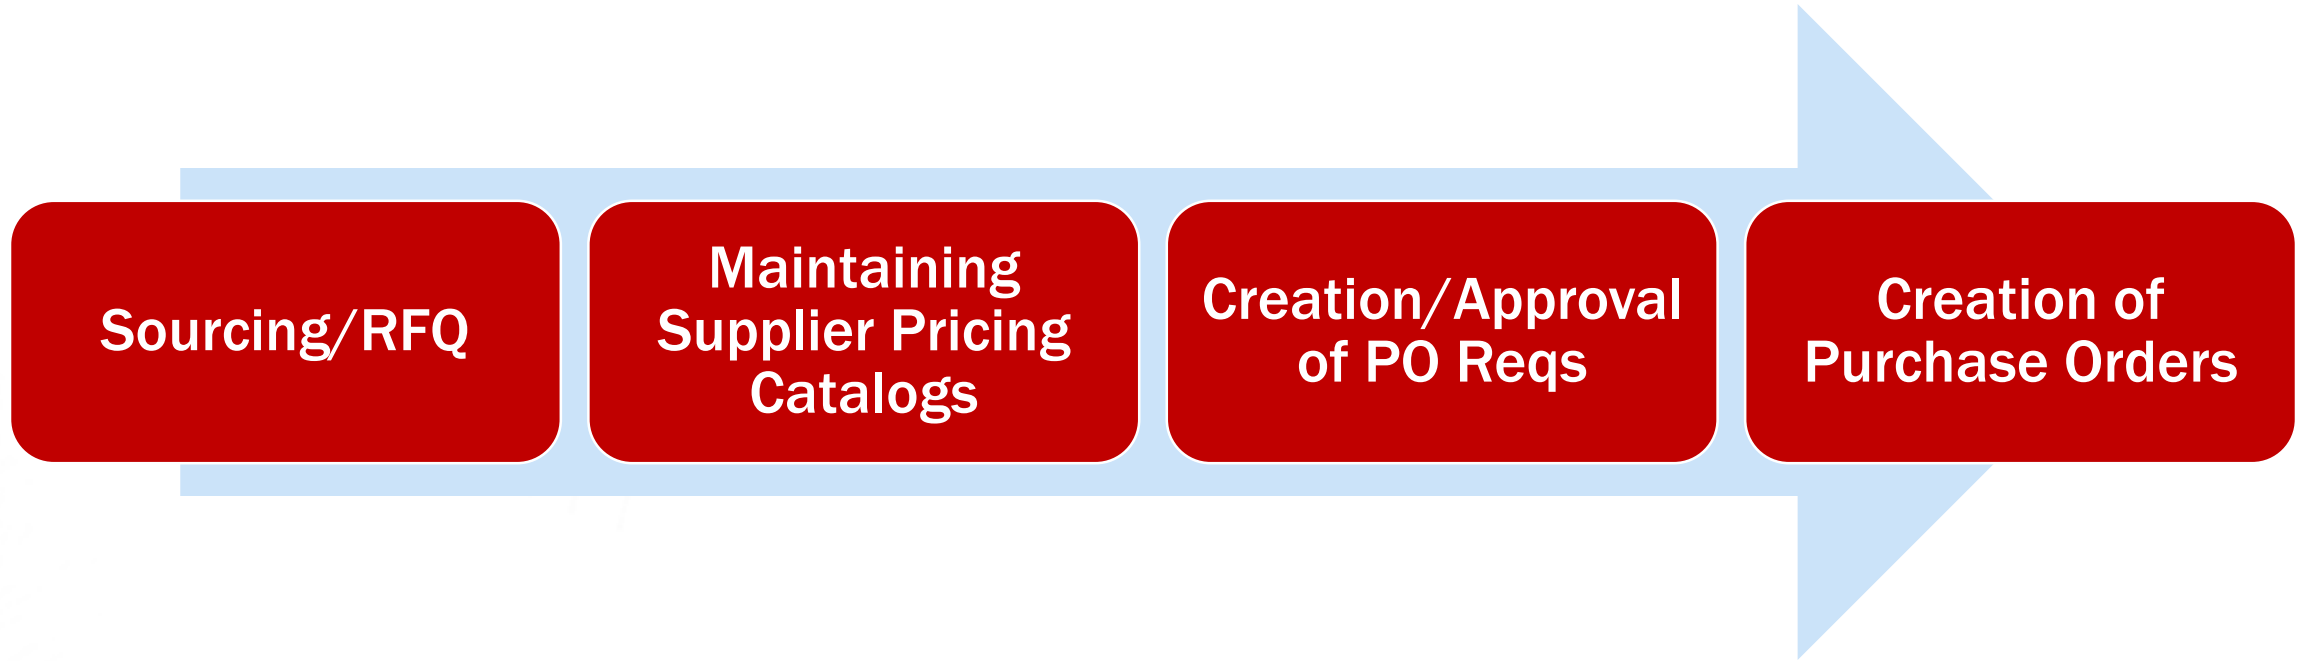 Sourcing/RFQ
Maintaining
Supplier Pricing
Catalogs
Creation/Approval
of PO Reqs
Creation of
Purchase Orders